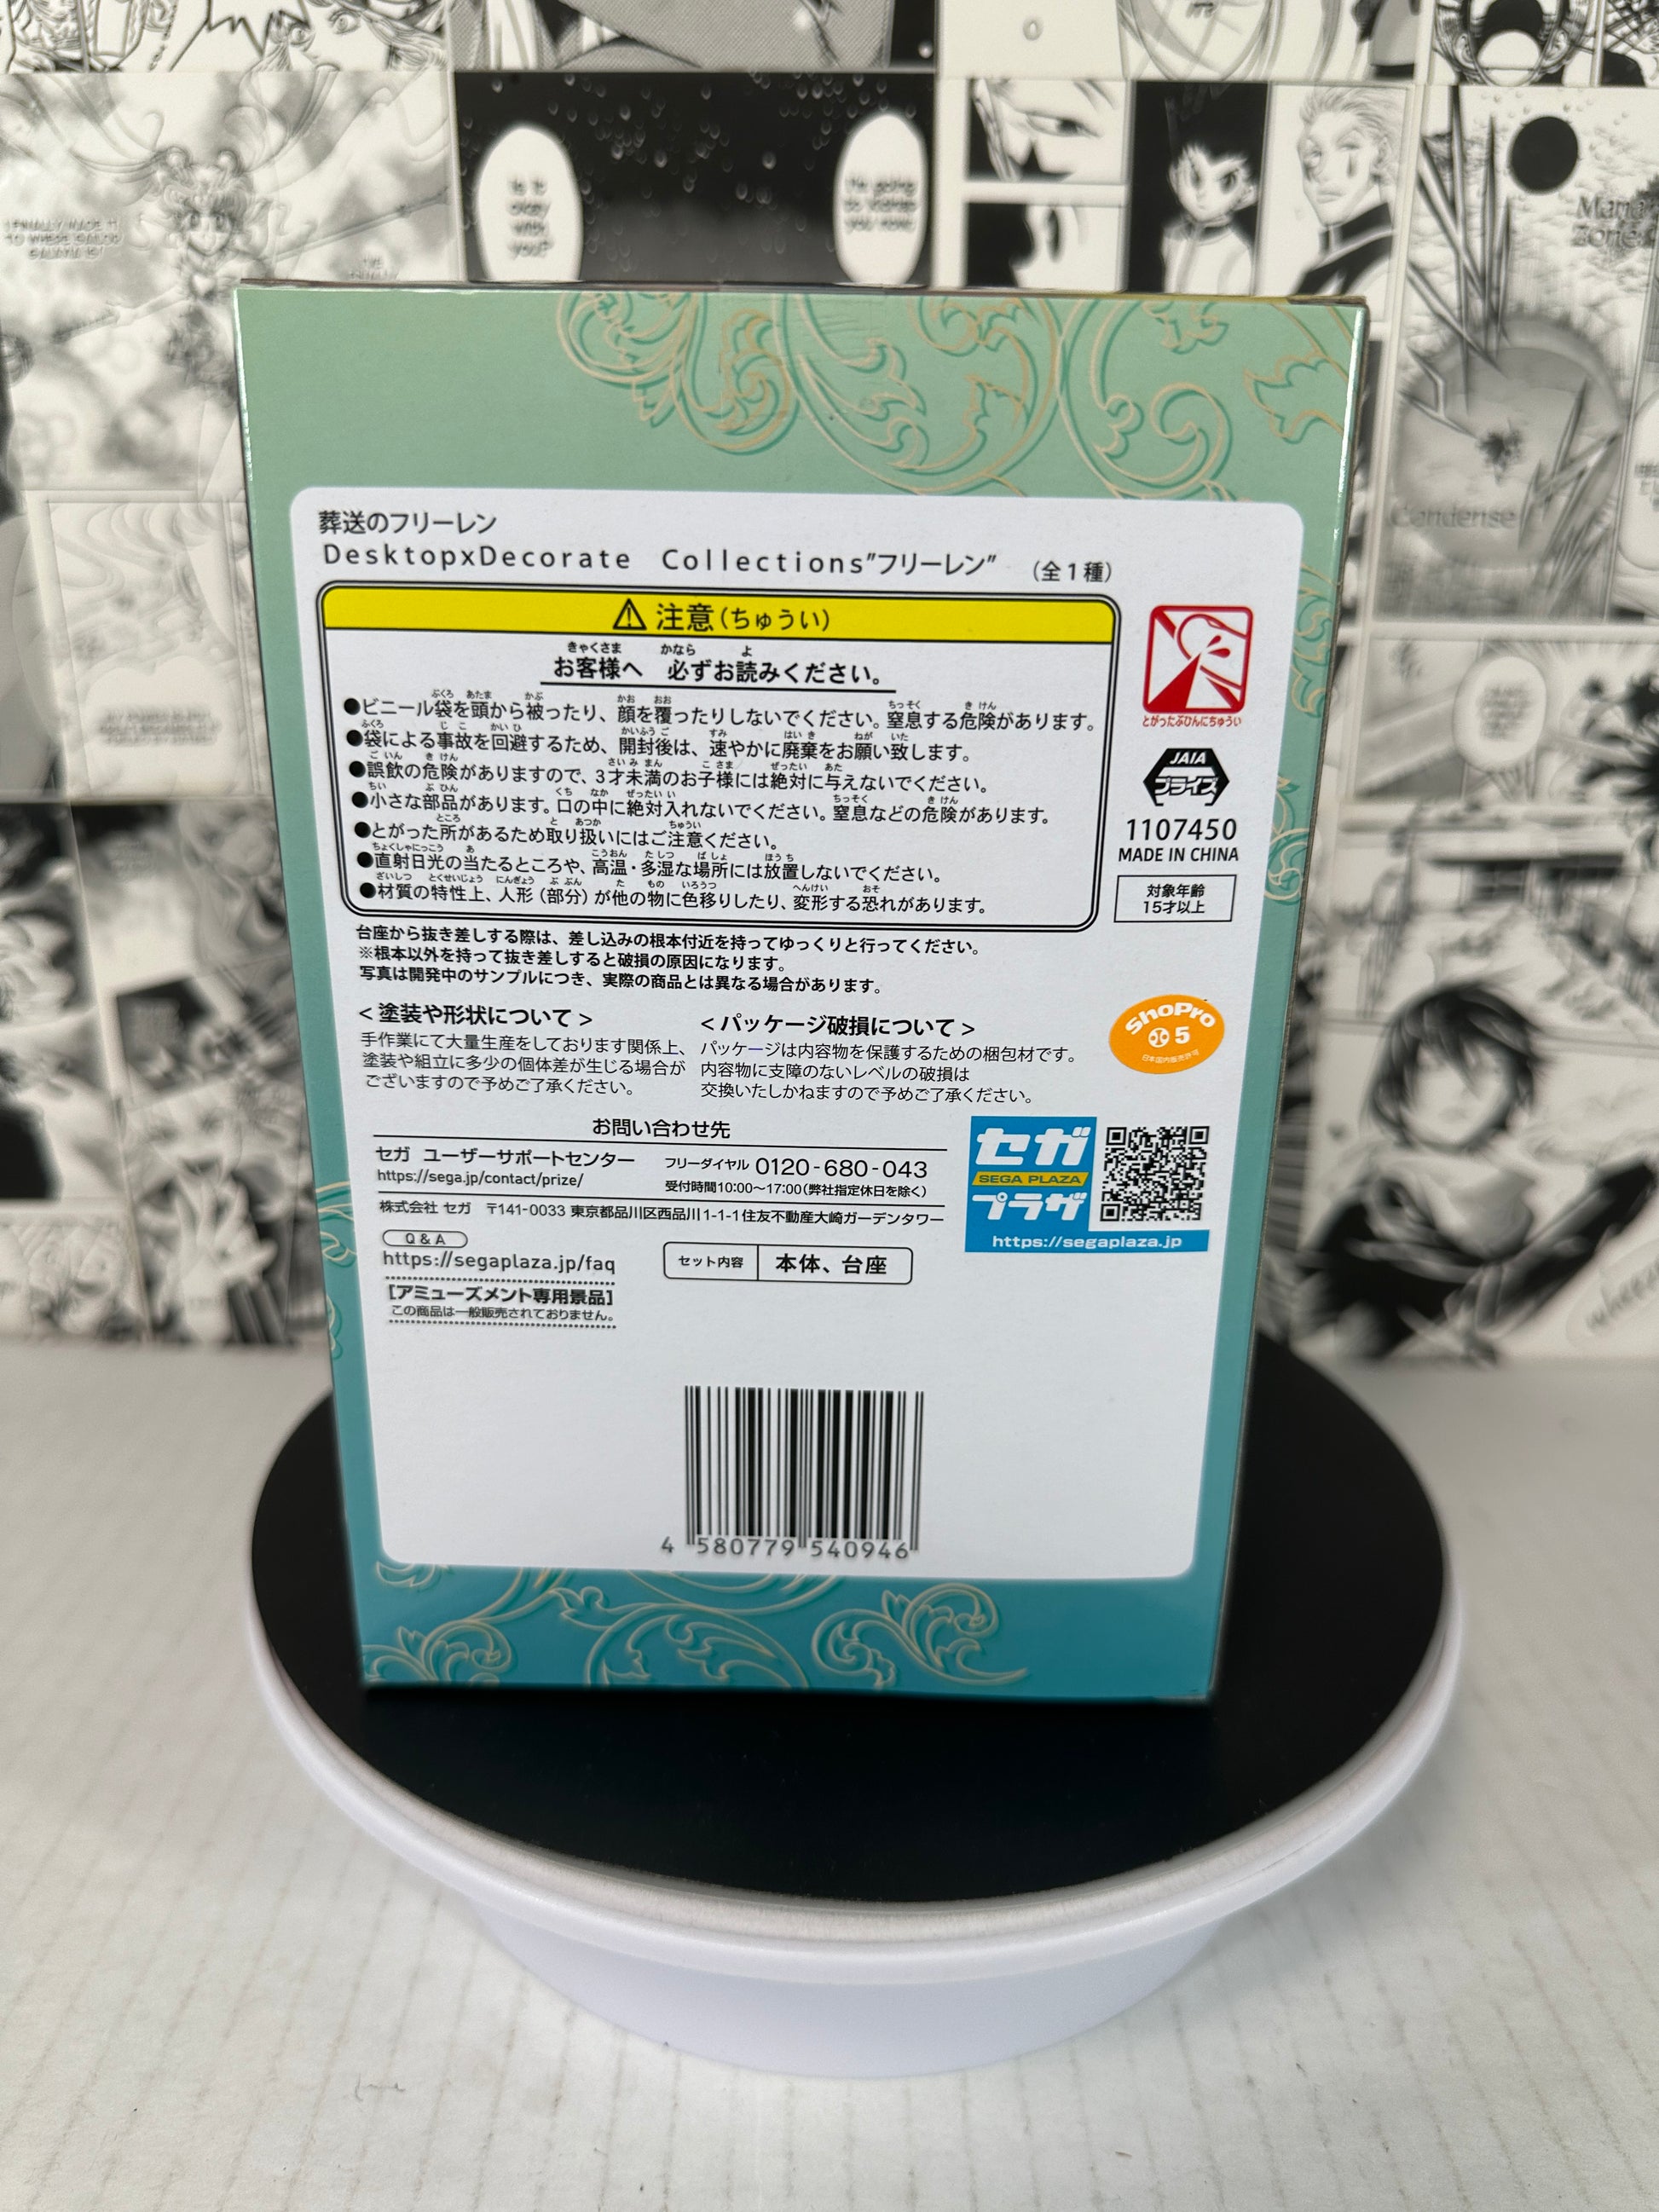 Is it
okay
with
you?
I'm going
to violate
you now.
Mana
Zone
Condense
葬送のフリーレン
DesktopxDecorate Collections"フリーレン" （全1種）
注意（ちゅうい）
お客様へ 必ずお読みください。
●ビニール袋を頭から被ったり、顔を覆ったりしないでください。窒息する危険があります。
●袋による事故を回避するため、開封後は、速やかに廃棄をお願い致します。
●誤飲の危険がありますので、3才未満のお子様には絶対に与えないでください。
●小さな部品があります。口の中に絶対入れないでください。窒息などの危険があります。
●とがった所があるため取り扱いにはご注意ください。
●直射日光の当たるところや、高温・多湿な場所には放置しないでください。
●材質の特性上、人形（部分）が他の物に色移りしたり、変形する恐れがあります。
とがったぶひんにちゅうい
JAIA
プライズ
1107450
MADE IN CHINA
対象年齢
15才以上
台座から抜き差しする際は、差し込みの根本付近を持ってゆっくりと行ってください。
※根本以外を持って抜き差しすると破損の原因になります。
写真は開発中のサンプルにつき、実際の商品とは異なる場合があります。
＜塗装や形状について＞
手作業にて大量生産をしております関係上、
塗装や組立に多少の個体差が生じる場合が
ございますので予めご了承ください。
＜パッケージ破損について＞
パッケージは内容物を保護するための梱包材です。
内容物に支障のないレベルの破損は
交換いたしかねますので予めご了承ください。
ShoPro
5
日本国内販売許可
お問い合わせ先
セガ ユーザーサポートセンター
https://sega.jp/contact/prize/
フリーダイヤル 0120-680-043
受付時間10:00～17:00（弊社指定休日を除く）
株式会社 セガ 〒141-0033 東京都品川区西品川1-1-1住友不動産大崎ガーデンタワー
セガ
SEGA PLAZA
プラザ
https://segaplaza.jp
Q&A
https://segaplaza.jp/faq
セット内容 本体、台座
［アミューズメント専用景品］
この商品は一般販売されておりません。
4 580779 540946